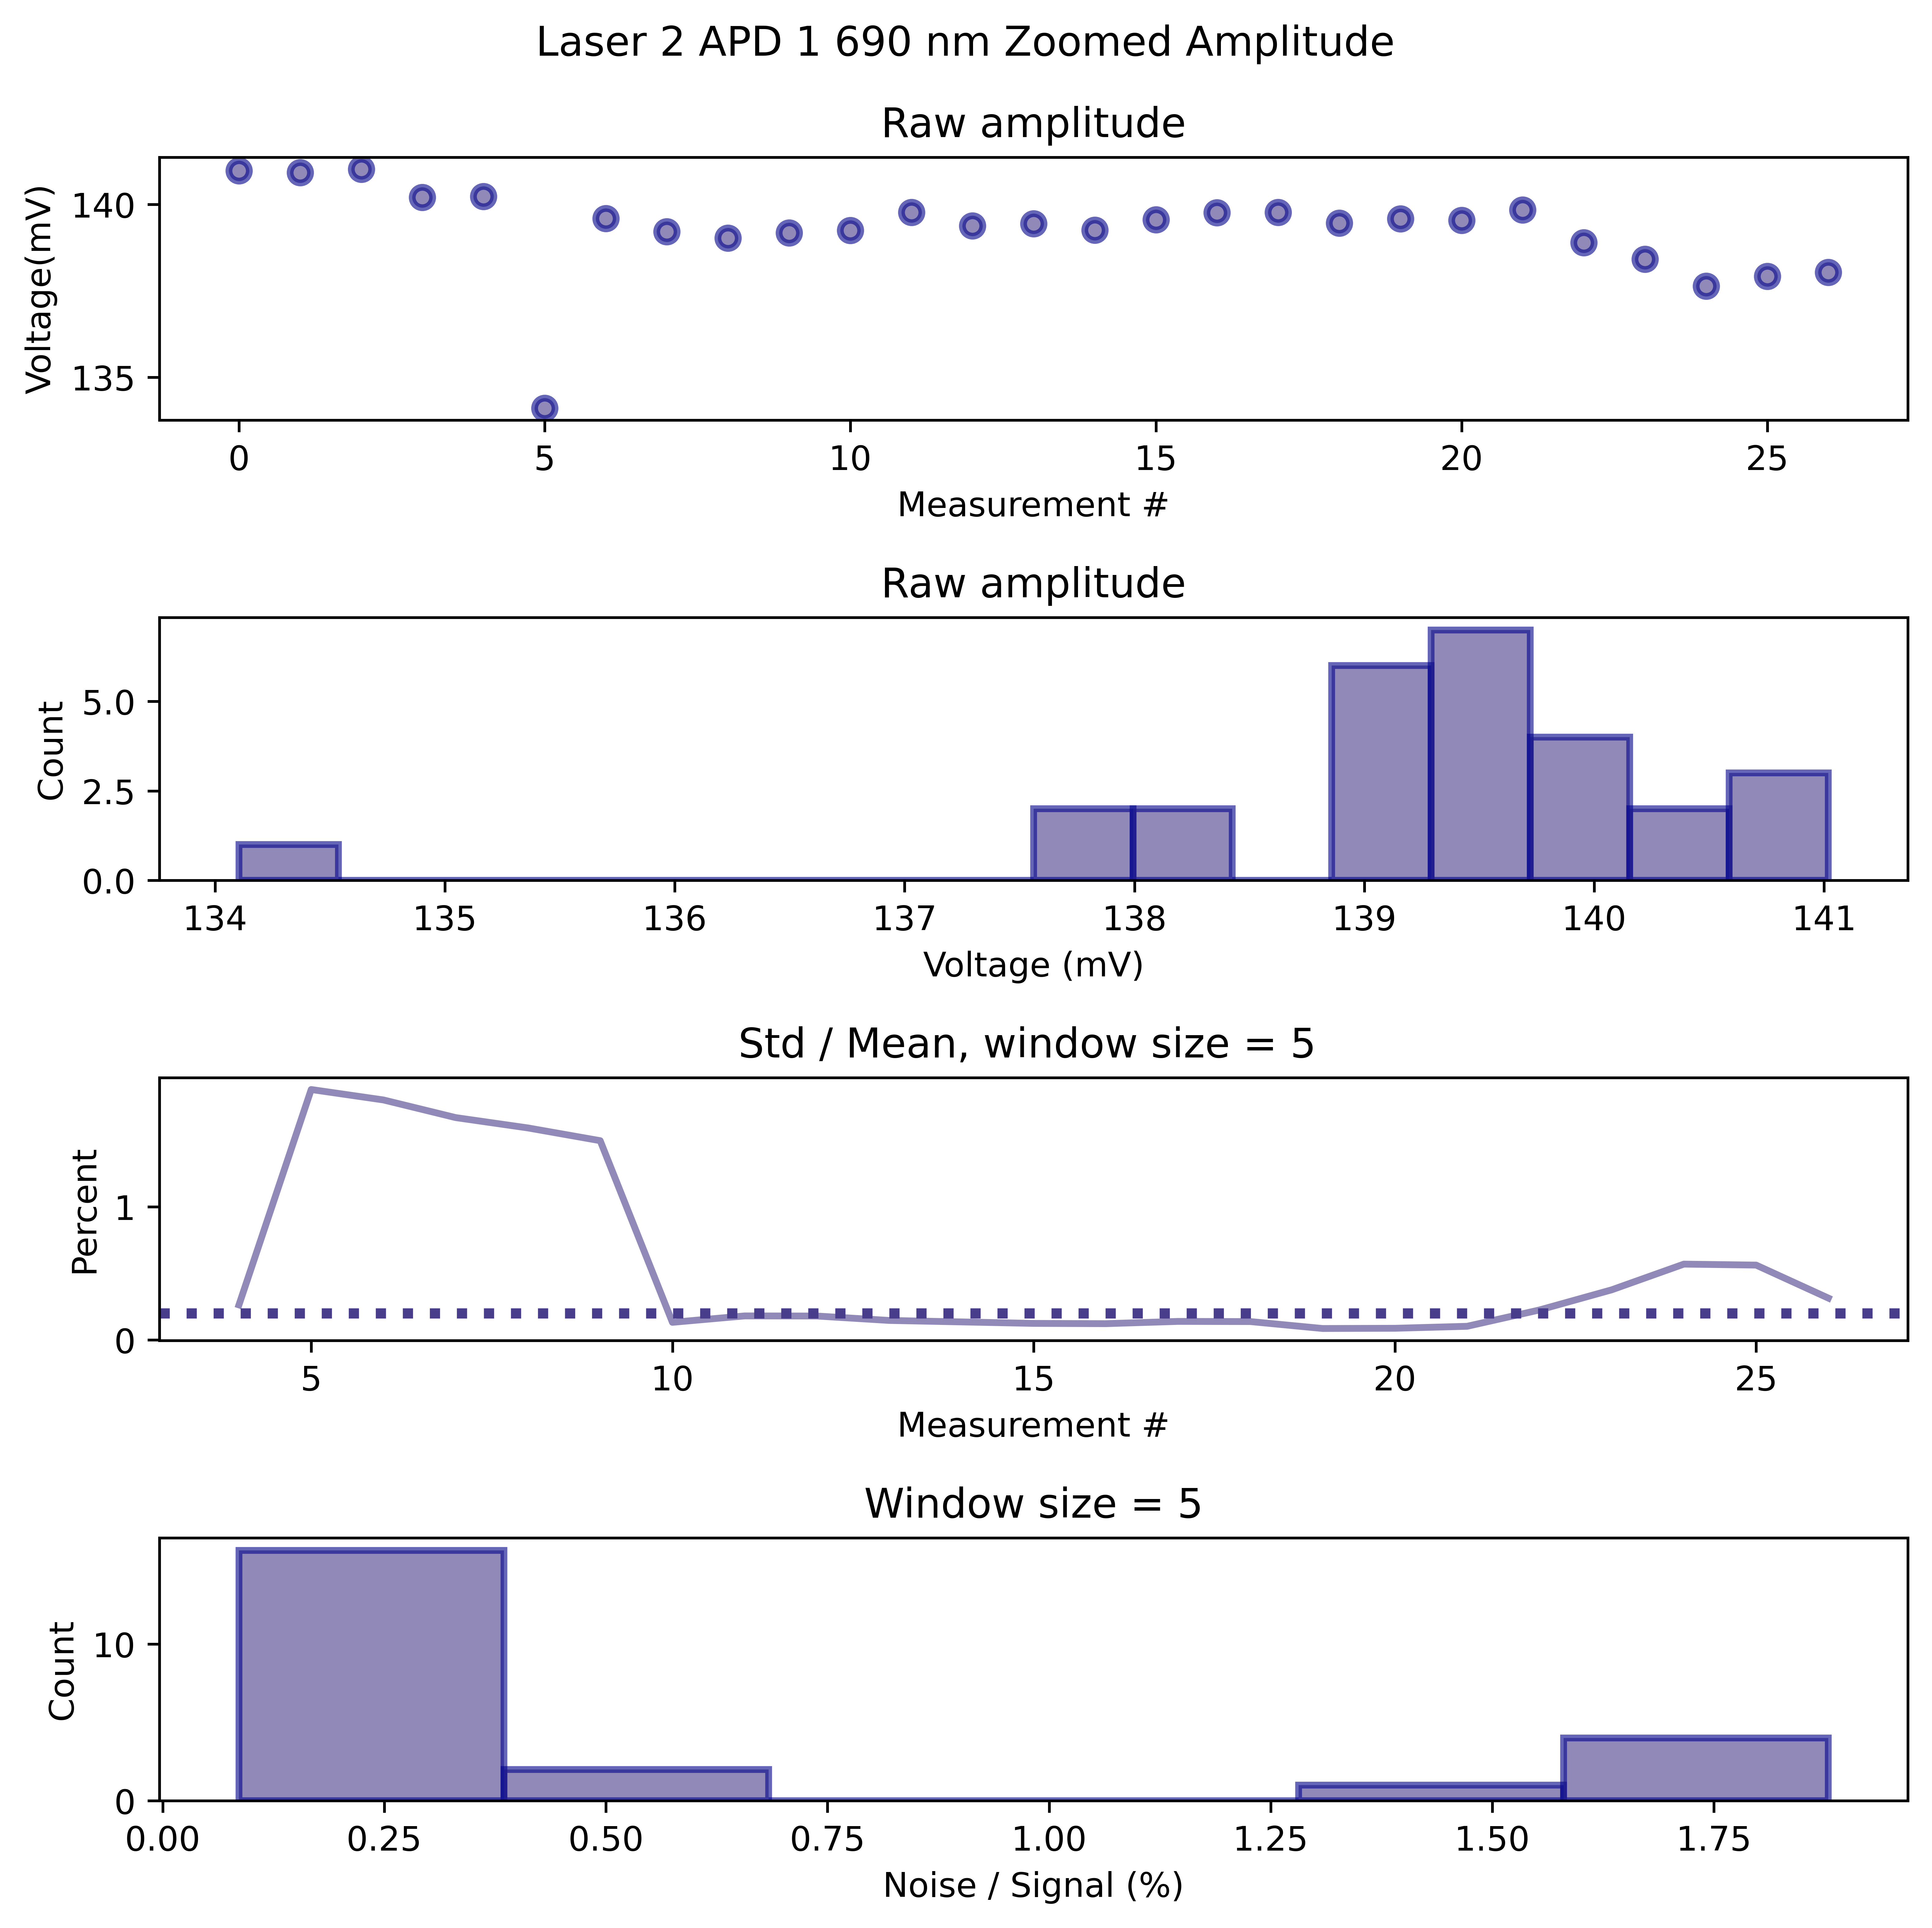 Laser 2 APD 1 690 nm Zoomed Amplitude
Raw amplitude
Voltage(mV)
140
135
0 5 10 15 20 25
Measurement #
Raw amplitude
Count
5.0
2.5
0.0
134 135 136 137 138 139 140 141
Voltage (mV)
Std / Mean, window size = 5
Percent
1
0
5 10 15 20 25
Measurement #
Window size = 5
Count
10
0
0.00 0.25 0.50 0.75 1.00 1.25 1.50 1.75
Noise / Signal (%)